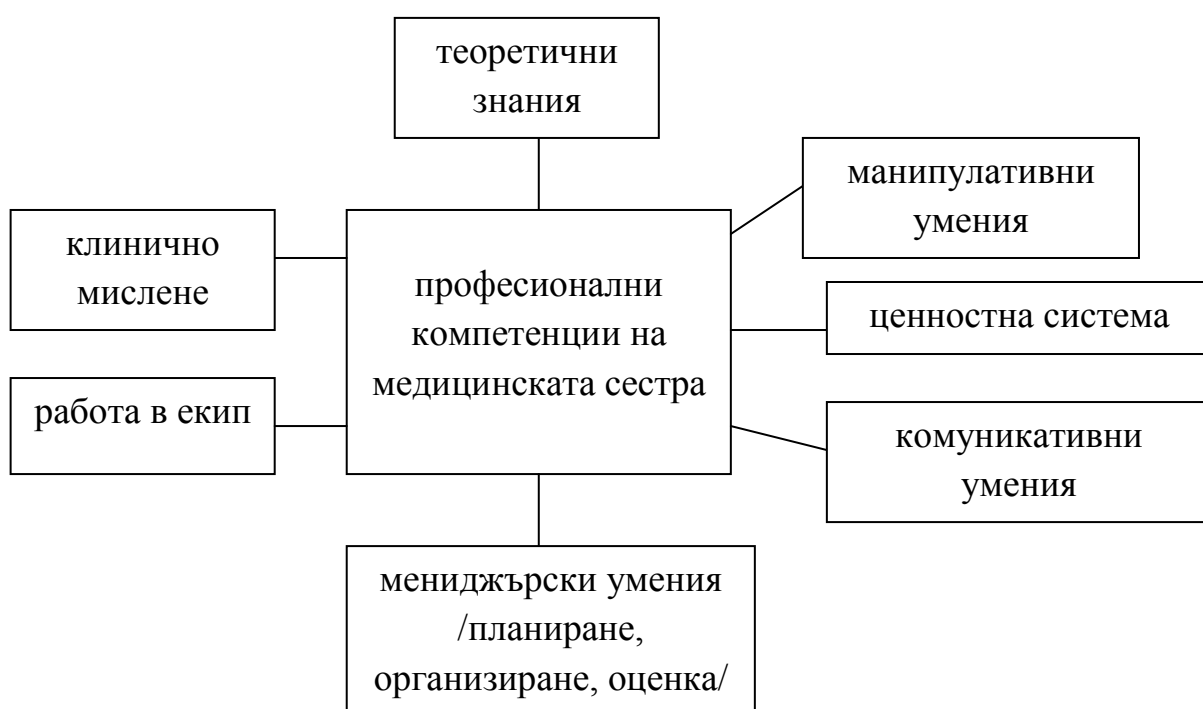 теоретични
знания
манипулативни
умения
клинично
мислене
професионални
компетенции на
медицинската сестра
ценностна система
работа в екип
комуникативни
умения
мениджърски умения
/планиране,
организиране, оценка/